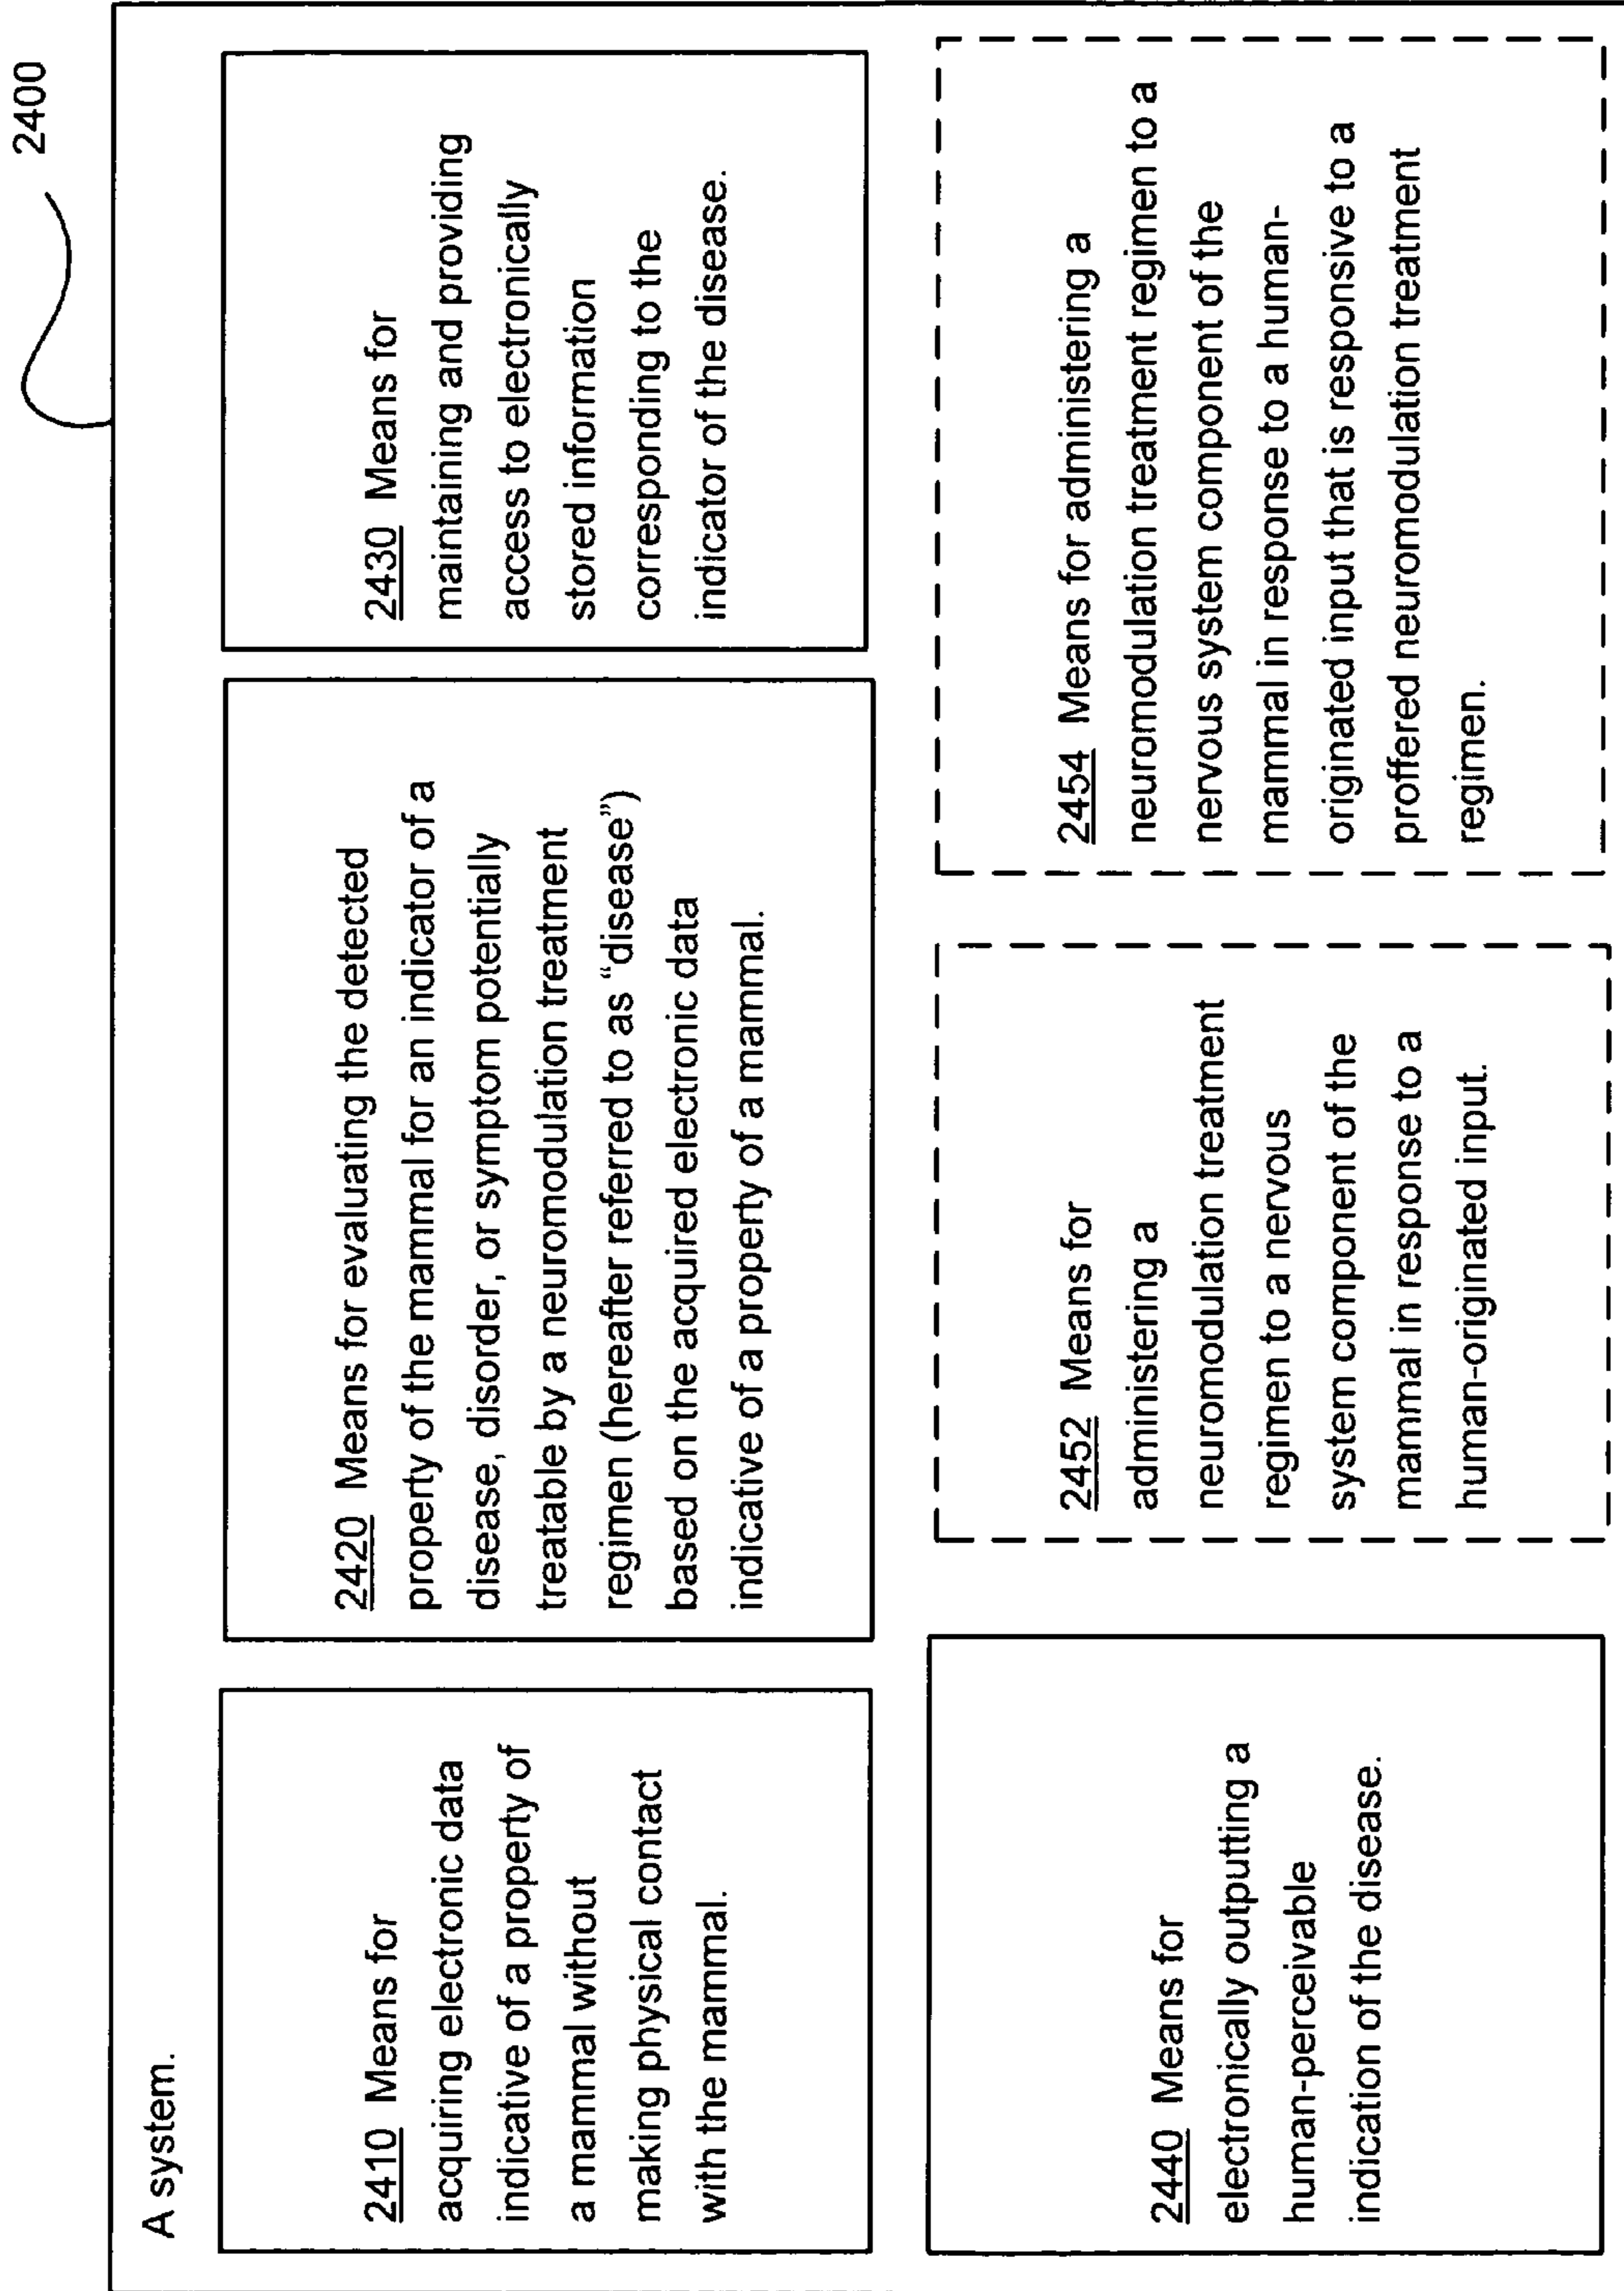 2400
A system.
2410 Means for
acquiring electronic data
indicative of a property of
a mammal without
making physical contact
with the mammal.
2420 Means for evaluating the detected
property of the mammal for an indicator of a
disease, disorder, or symptom potentially
treatable by a neuromodulation treatment
regimen (hereafter referred to as “disease”)
based on the acquired electronic data
indicative of a property of a mammal.
2430 Means for
maintaining and providing
access to electronically
stored information
corresponding to the
indicator of the disease.
2440 Means for
electronically outputting a
human-perceivable
indication of the disease.
2452 Means for
administering a
neuromodulation treatment
regimen to a nervous
system component of the
mammal in response to a
human-originated input.
2454 Means for administering a
neuromodulation treatment regimen to a
nervous system component of the
mammal in response to a human-
originated input that is responsive to a
proffered neuromodulation treatment
regimen.